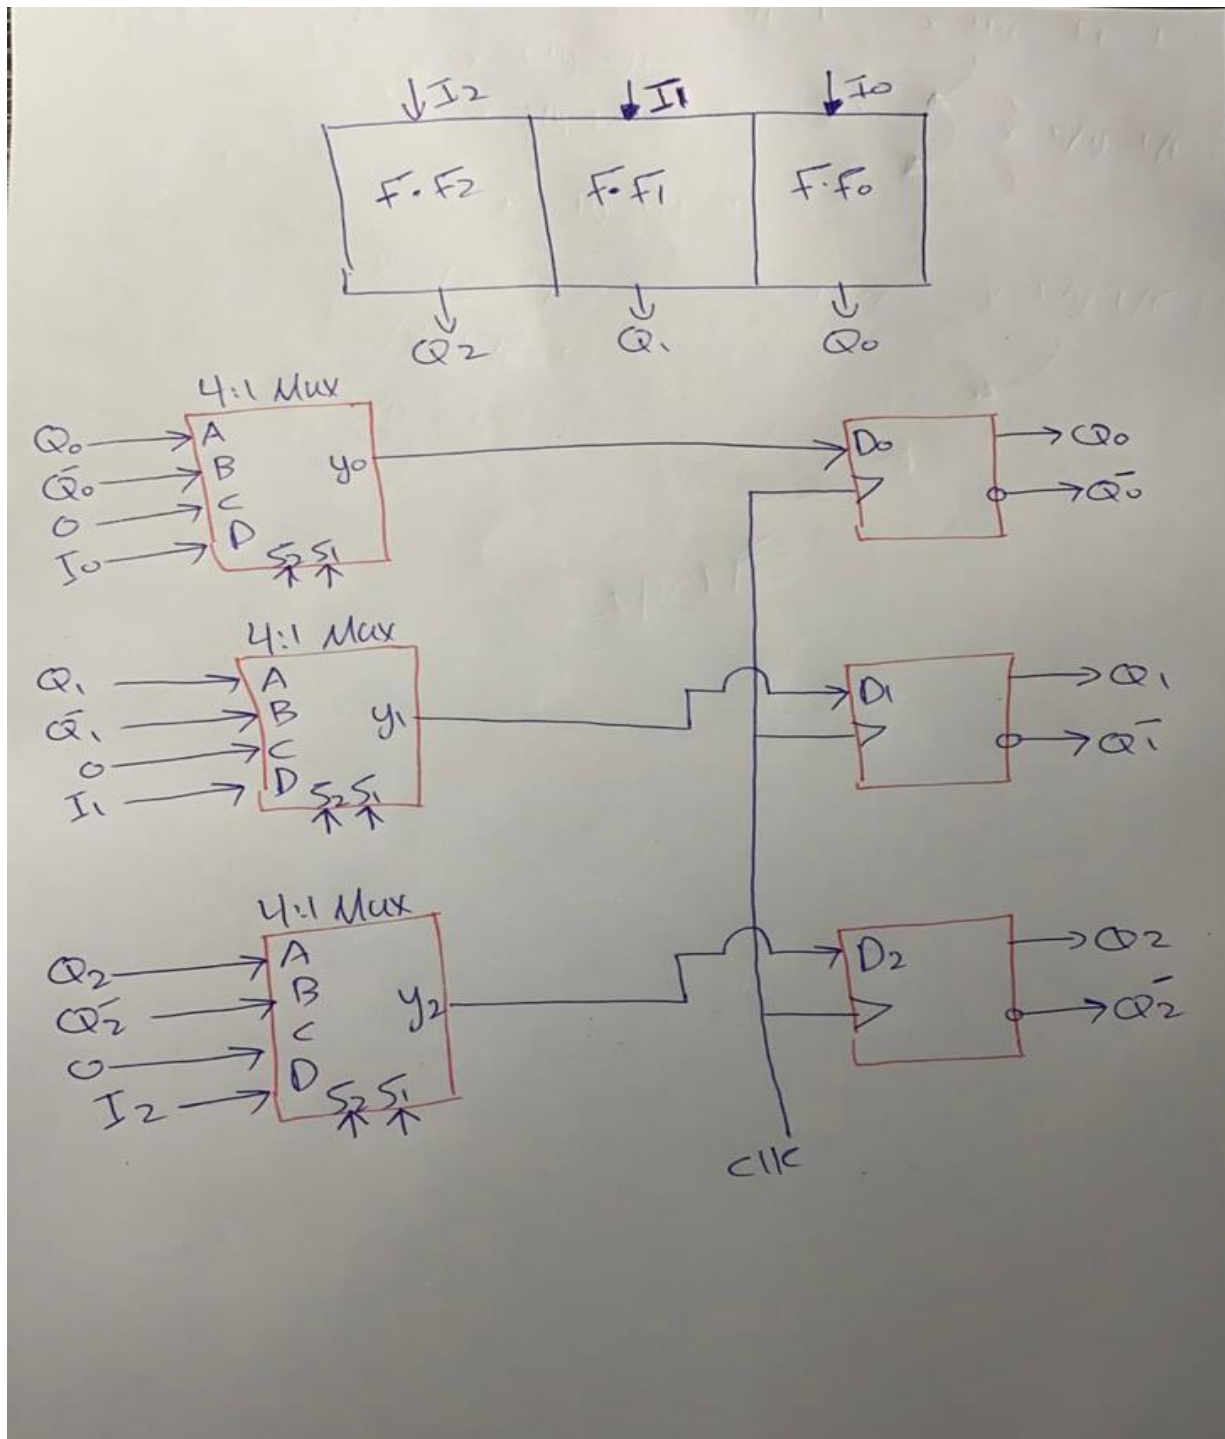 I2 I1 I0
F.F2 F.F1 F.F0
Q2 Q1 Q0
4:1 Mux
Q0 A
Q̄0 B y0
0 C
I0 D
S2 S1
D0 Q0
Q̄0
4:1 Mux
Q1 A
Q̄1 B y1
0 C
I1 D
S2 S1
D1 Q1
Q̄1
4:1 Mux
Q2 A
Q̄2 B y2
0 C
I2 D
S2 S1
D2 Q2
Q̄2
Clk